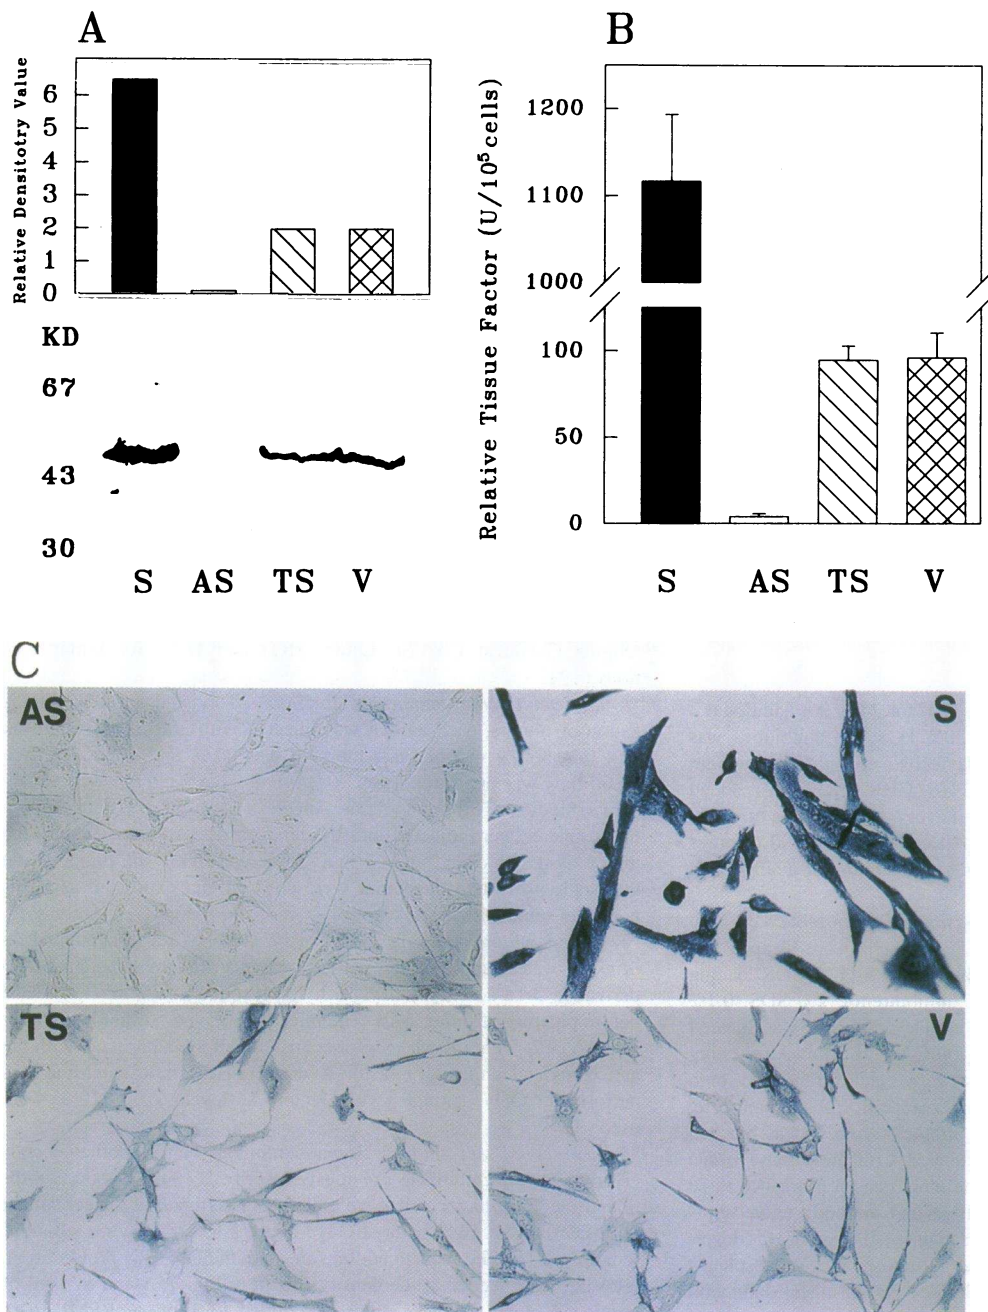 A
Relative Densitotry Value
6
5
4
3
2
1
0
KD
67
43
30
S AS TS V
B
Relative Tissue Factor (U/10⁵cells)
1200
1100
1000
100
50
0
S AS TS V
C
AS
S
TS
V